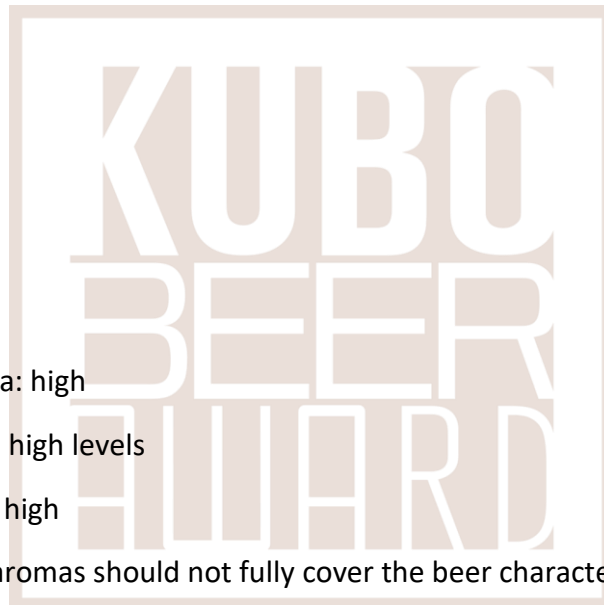 KUBO
BEER
a: high
high levels
AWARD
high
aromas should not fully cover the beer characte